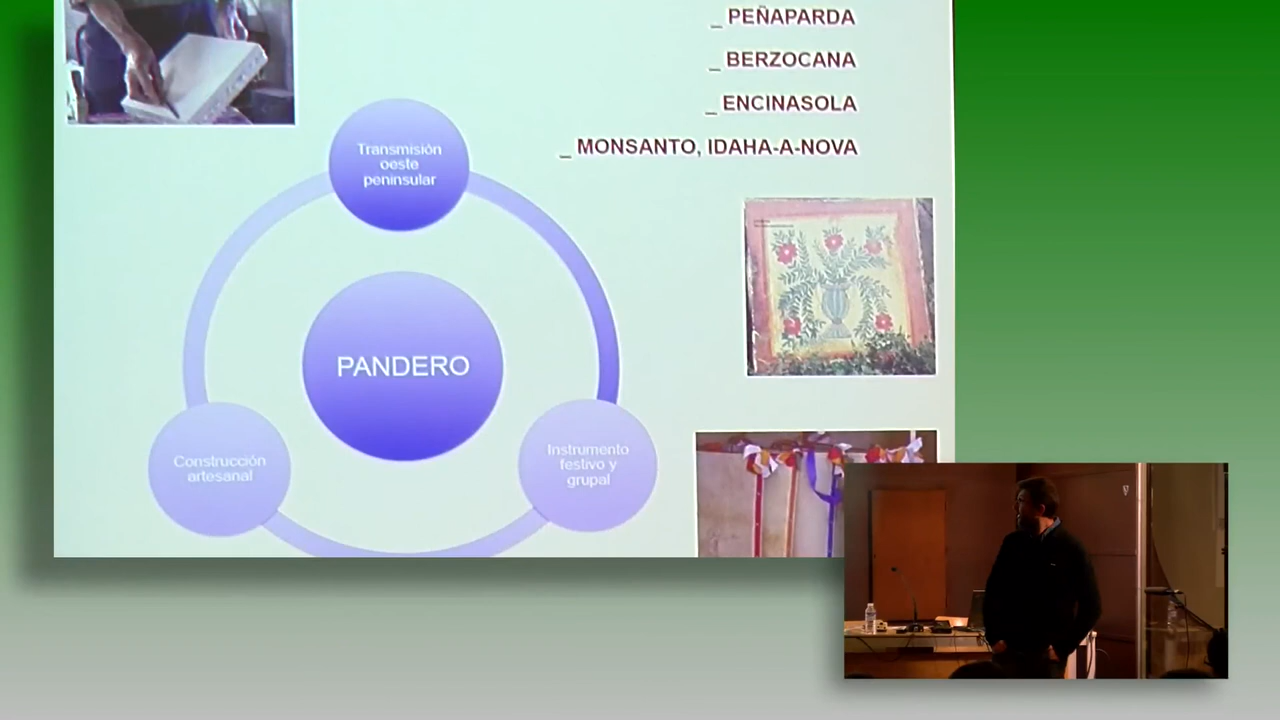 _ PEÑAPARDA
_ BERZOCANA
_ ENCINASOLA
_ MONSANTO, IDAHA-A-NOVA
Transmisión
oeste
peninsular
PANDERO
Construcción
artesanal
Instrumento
festivo y
grupal